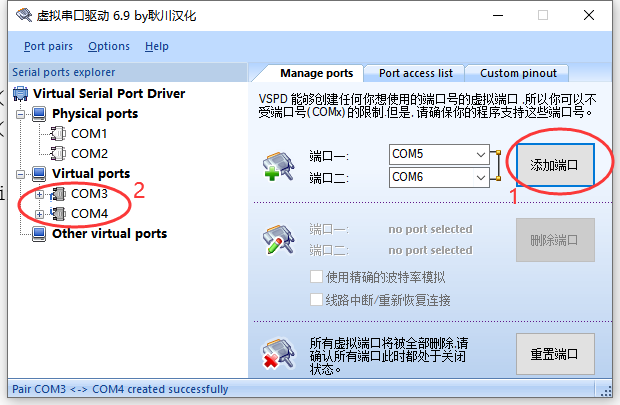 虚拟串口驱动 6.9 by耿川汉化
Port pairs Options Help
Serial ports explorer
Virtual Serial Port Driver
Physical ports
COM1
COM2
Virtual ports
COM3
COM4
2
Other virtual ports
Manage ports Port access list Custom pinout
VSPD 能够创建任何你想使用的端口号的虚拟端口,所以你可以不
受端口号(COMx)的限制.但是,请确保你的程序支持这些端口号。
端口一: COM5
端口二: COM6
添加端口
1
端口一: no port selected
端口二: no port selected
删除端口
使用精确的波特率模拟
线路中断/重新恢复连接
所有虚拟端口将被全部删除,请
确认所有端口此时都处于关闭
状态。
重置端口
Pair COM3 <-> COM4 created successfully